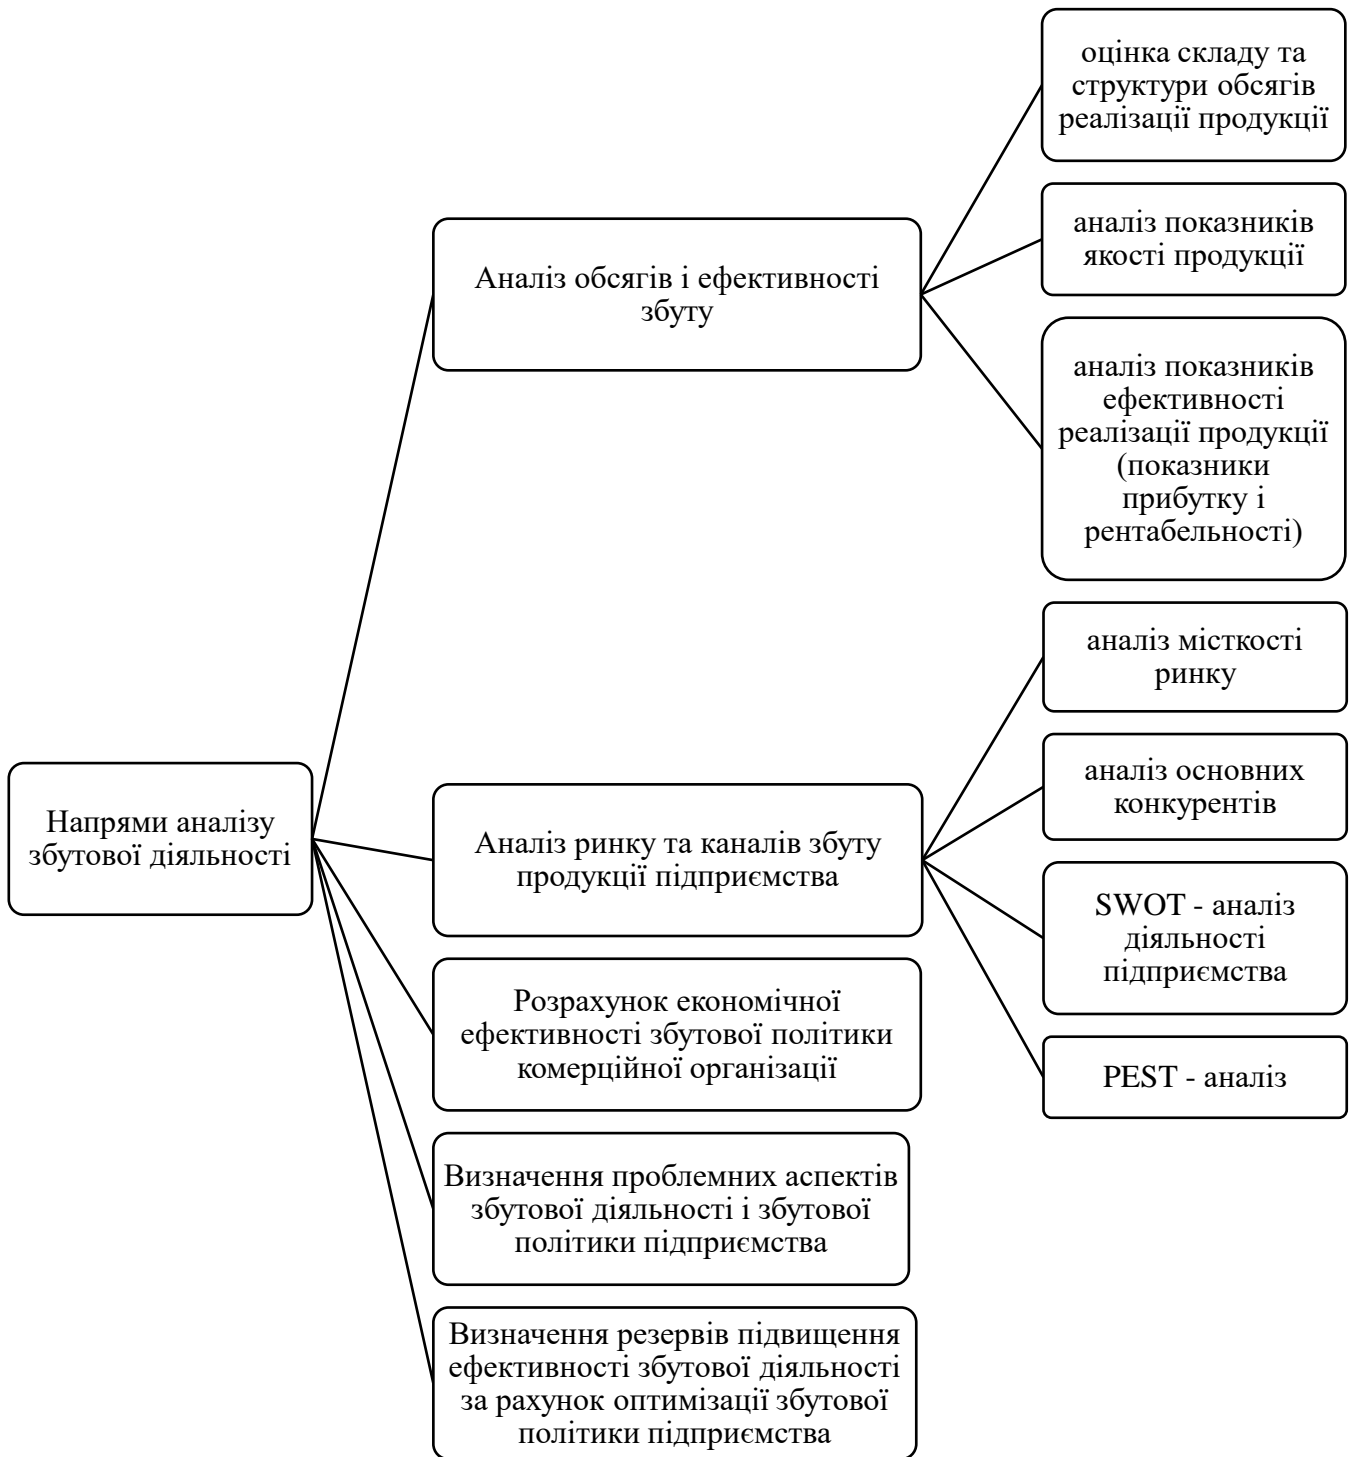 Напрями аналізу
збутової діяльності
Аналіз обсягів і ефективності
збуту
оцінка складу та
структури обсягів
реалізації продукції
аналіз показників
якості продукції
аналіз показників
ефективності
реалізації продукції
(показники
прибутку і
рентабельності)
Аналіз ринку та каналів збуту
продукції підприємства
аналіз місткості
ринку
аналіз основних
конкурентів
SWOT - аналіз
діяльності
підприємства
PEST - аналіз
Розрахунок економічної
ефективності збутової політики
комерційної організації
Визначення проблемних аспектів
збутової діяльності і збутової
політики підприємства
Визначення резервів підвищення
ефективності збутової діяльності
за рахунок оптимізації збутової
політики підприємства